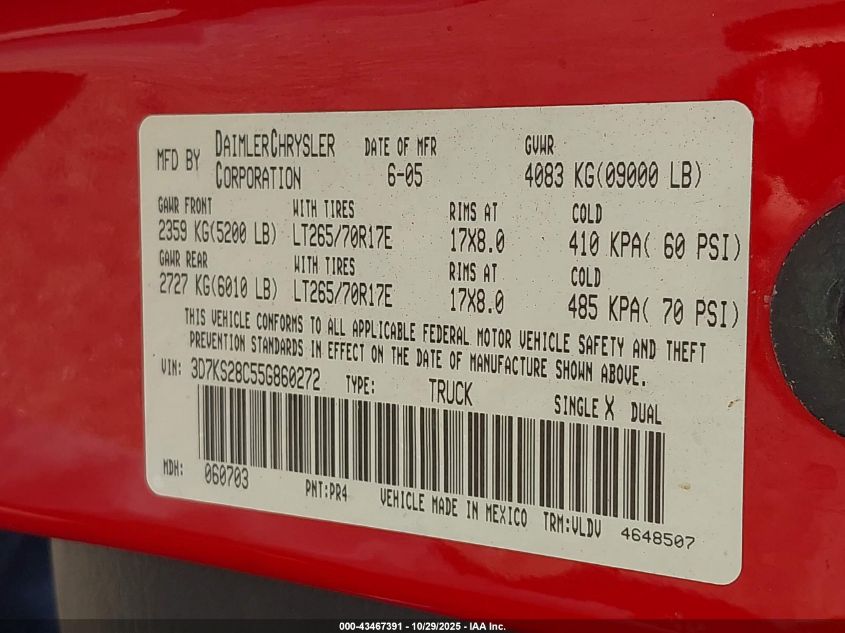 MFD BY DAIMLERCHRYSLER CORPORATION DATE OF MFR 6-05 GVWR 4083 KG(09000 LB)
GAWR FRONT WITH TIRES RIMS AT COLD
2359 KG(5200 LB) LT265/70R17E 17X8.0 410 KPA( 60 PSI)
GAWR REAR WITH TIRES RIMS AT COLD
2727 KG(6010 LB) LT265/70R17E 17X8.0 485 KPA( 70 PSI)
THIS VEHICLE CONFORMS TO ALL APPLICABLE FEDERAL MOTOR VEHICLE SAFETY AND THEFT
PREVENTION STANDARDS IN EFFECT ON THE DATE OF MANUFACTURE SHOWN ABOVE.
VIN: 3D7KS28C55G860272 TYPE: TRUCK SINGLE X DUAL
MDH: 060703 PNT:PR4 VEHICLE MADE IN MEXICO TRM:VLDV 4648507
000-43467391 | 10/29/2025 | IAA Inc.